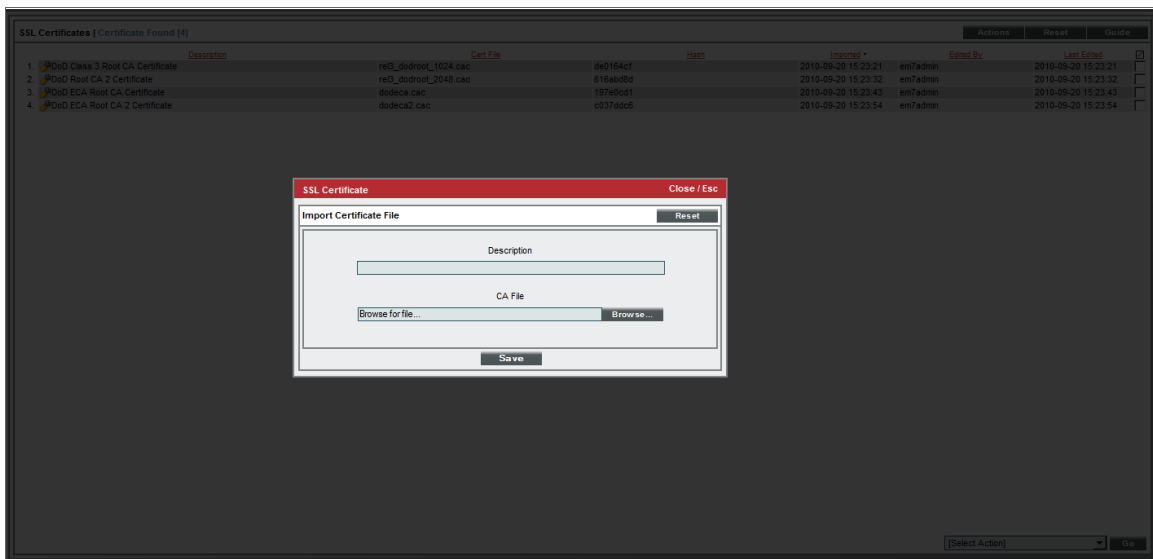 SSL Certificates | Certificate Found [4] Actions Reset Guide
Description Cert File Hash Imported Edited By Last Edited
1. DoD Class 3 Root CA Certificate rel3_dodroot_1024.cac de0164cf 2010-09-20 15:23:21 em7admin 2010-09-20 15:23:21
2. DoD Root CA 2 Certificate rel3_dodroot_2048.cac 616abd8d 2010-09-20 15:23:32 em7admin 2010-09-20 15:23:32
3. DoD ECA Root CA Certificate dodeca.cac 197e0cd1 2010-09-20 15:23:43 em7admin 2010-09-20 15:23:43
4. DoD ECA Root CA 2 Certificate dodeca2.cac c037ddc6 2010-09-20 15:23:54 em7admin 2010-09-20 15:23:54
SSL Certificate Close / Esc
Import Certificate File Reset
Description
CA File
Browse for file... Browse...
Save
[Select Action] Go